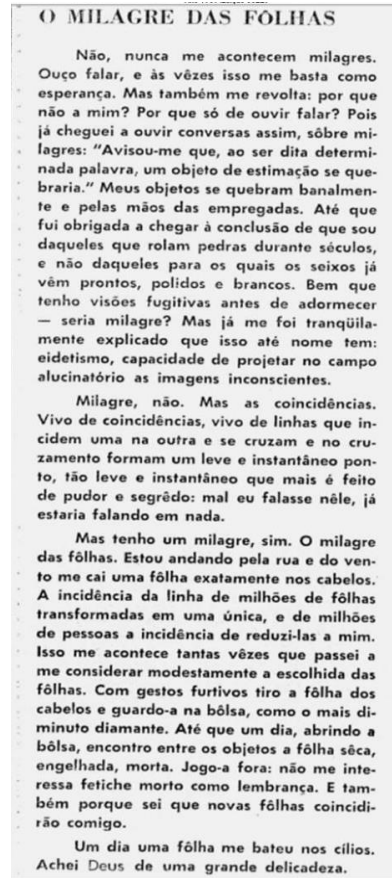 O MILAGRE DAS FÔLHAS
Não, nunca me acontecem milagres.
Ouço falar, e às vêzes isso me basta como
esperança. Mas também me revolta: por que
não a mim? Por que só de ouvir falar? Pois
já cheguei a ouvir conversas assim, sôbre mi-
lagres: "Avisou-me que, ao ser dita determi-
nada palavra, um objeto de estimação se que-
braria." Meus objetos se quebram banalmen-
te e pelas mãos das empregadas. Até que
fui obrigada a chegar à conclusão de que sou
daqueles que rolam pedras durante séculos,
e não daqueles para os quais os seixos já
vêm prontos, polidos e brancos. Bem que
tenho visões fugitivas antes de adormecer
— seria milagre? Mas já me foi tranqüila-
mente explicado que isso até nome tem:
eidetismo, capacidade de projetar no campo
alucinatório as imagens inconscientes.
Milagre, não. Mas as coincidências.
Vivo de coincidências, vivo de linhas que in-
cidem uma na outra e se cruzam e no cru-
zamento formam um leve e instantâneo pon-
to, tão leve e instantâneo que mais é feito
de pudor e segrêdo: mal eu falasse nêle, já
estaria falando em nada.
Mas tenho um milagre, sim. O milagre
das fôlhas. Estou andando pela rua e do ven-
to me cai uma fôlha exatamente nos cabelos.
A incidência da linha de milhões de fôlhas
transformadas em uma única, e de milhões
de pessoas a incidência de reduzi-las a mim.
Isso me acontece tantas vêzes que passei a
me considerar modestamente a escolhida das
fôlhas. Com gestos furtivos tiro a fôlha dos
cabelos e guardo-a na bôlsa, como o mais di-
minuto diamante. Até que um dia, abrindo a
bôlsa, encontro entre os objetos a fôlha sêca,
engelhada, morta. Jogo-a fora: não me inte-
ressa fetiche morto como lembrança. E tam-
bém porque sei que novas fôlhas coincidi-
rão comigo.
Um dia uma fôlha me bateu nos cílios.
Achei Deus de uma grande delicadeza.